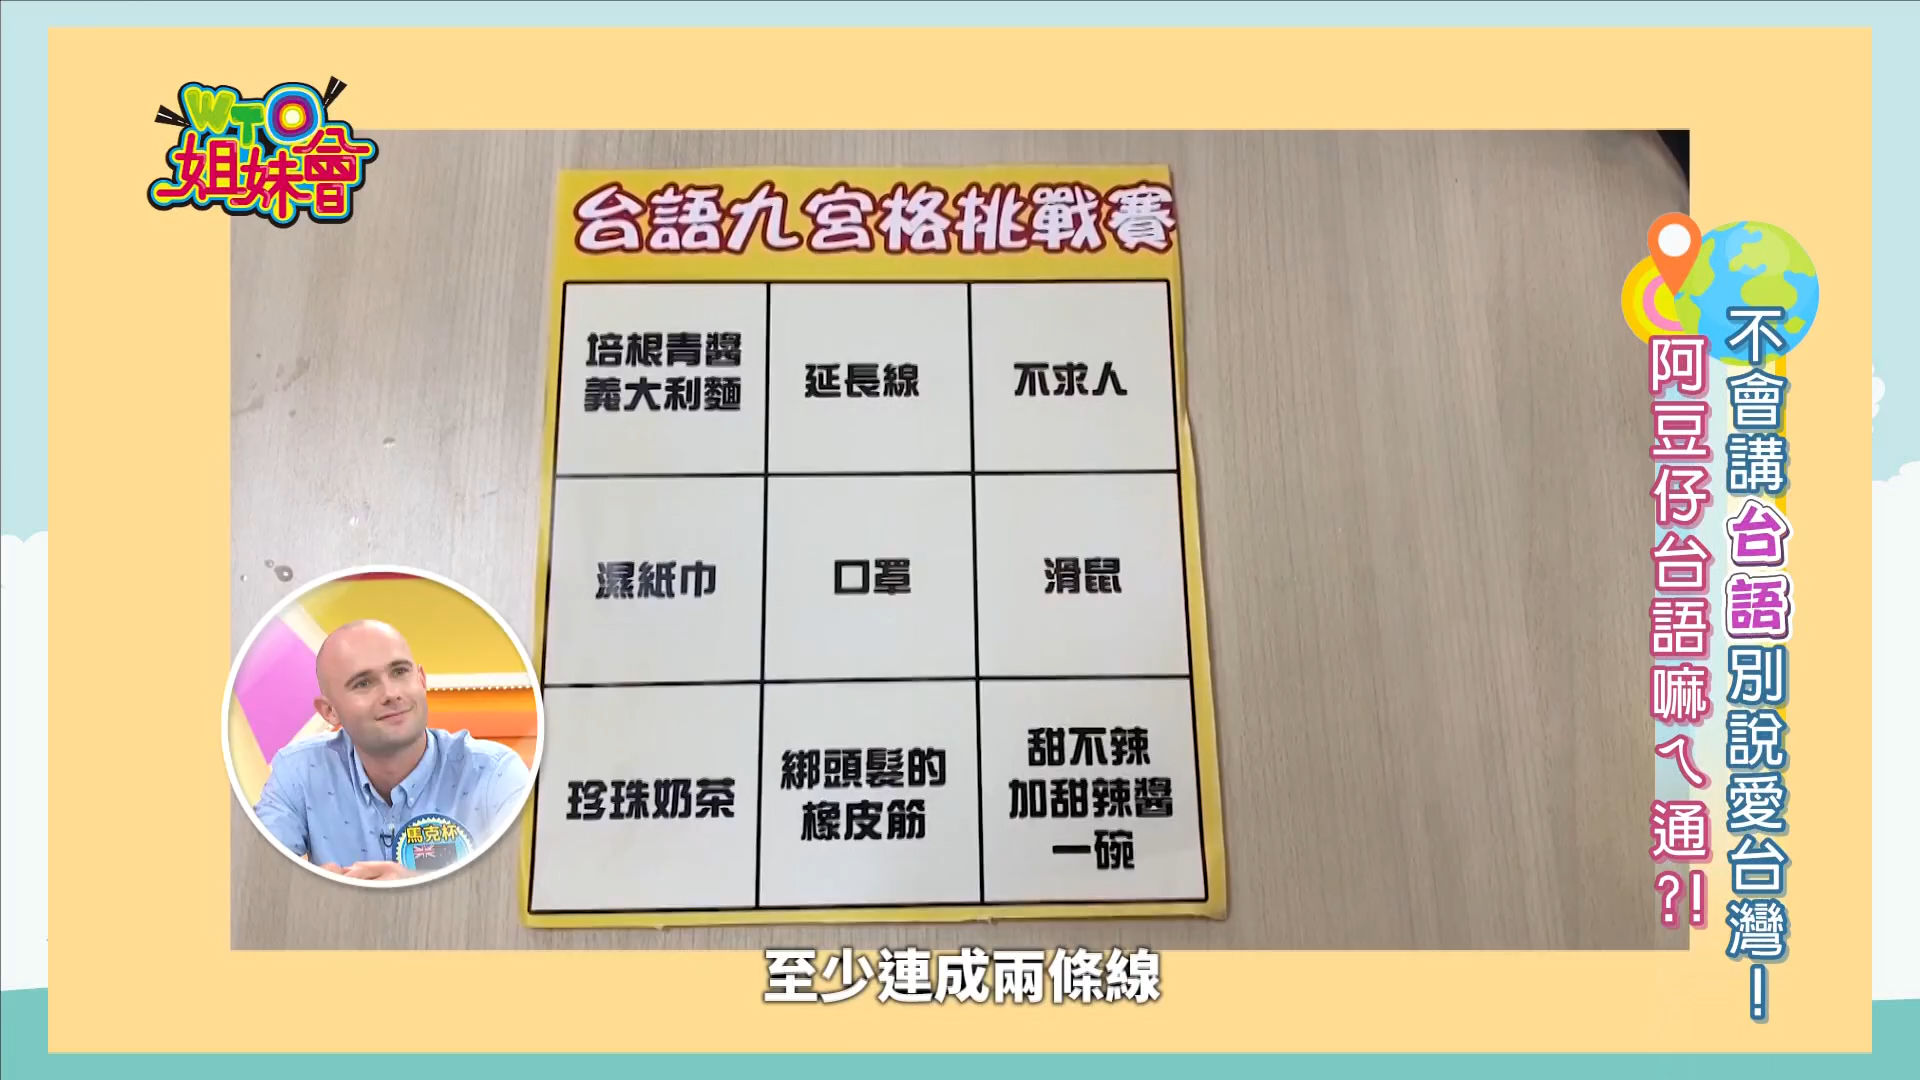 WTO
姐妹會
台語九宮格挑戰賽
培根青醬
義大利麵
延長線
不求人
濕紙巾
口罩
滑鼠
珍珠奶茶
綁頭髮的
橡皮筋
甜不辣
加甜辣醬
一碗
馬克杯
至少連成兩條線
不會講台語別說愛台灣!
阿豆仔台語嘛ㄟ通?!